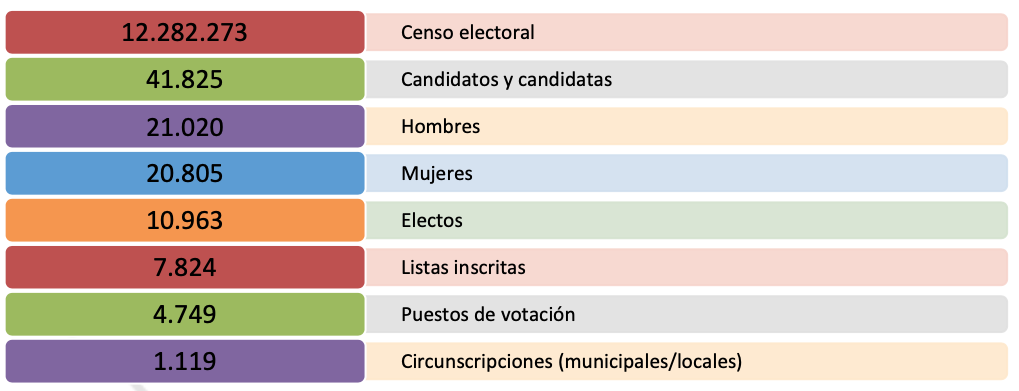 12.282.273 Censo electoral
41.825 Candidatos y candidatas
21.020 Hombres
20.805 Mujeres
10.963 Electos
7.824 Listas inscritas
4.749 Puestos de votación
1.119 Circunscripciones (municipales/locales)